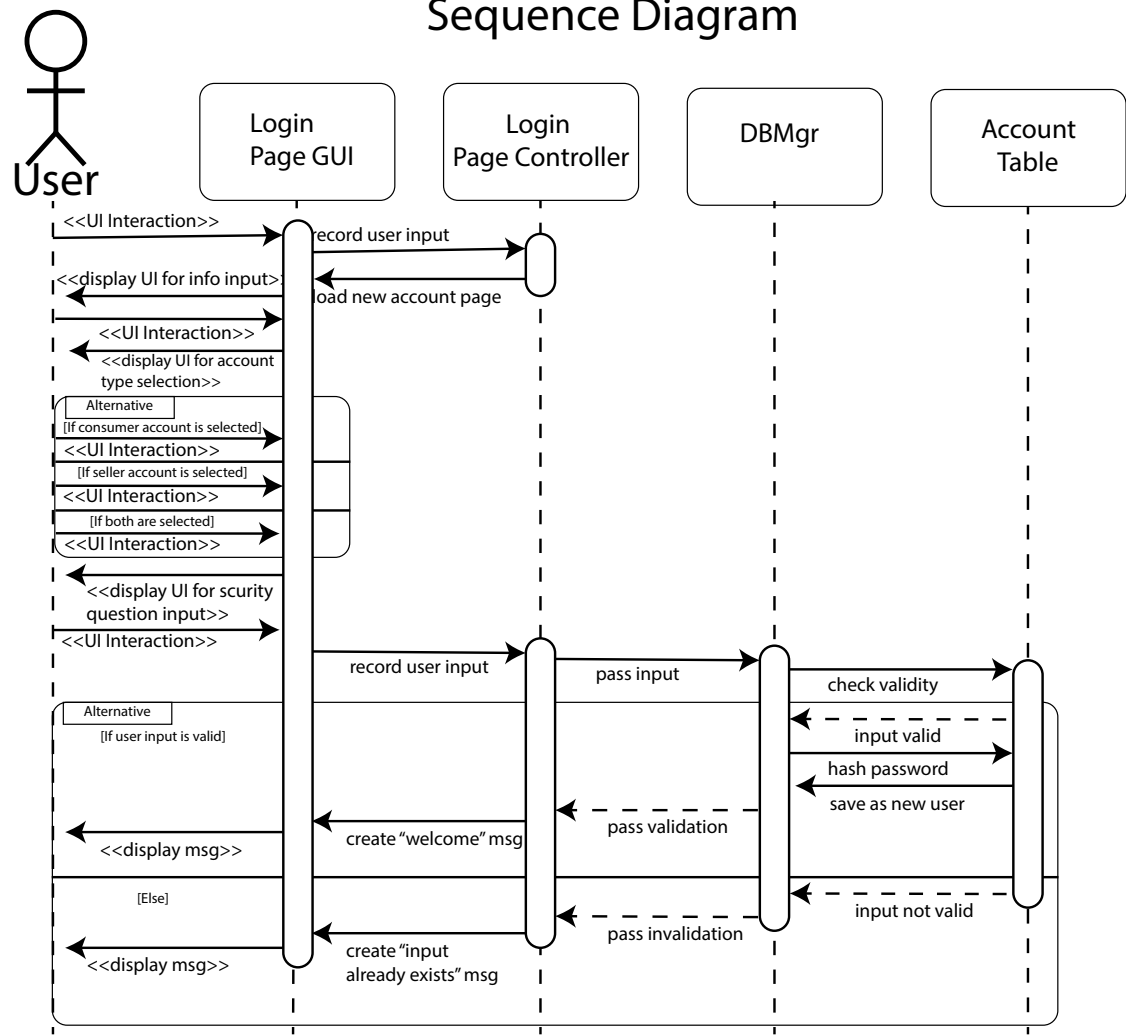 Sequence Diagram
User
Login
Page GUI
Login
Page Controller
DBMgr
Account
Table
<<UI Interaction>>
record user input
<<display UI for info input>>
load new account page
<<UI Interaction>>
<<display UI for account
type selection>>
Alternative
[If consumer account is selected]
<<UI Interaction>>
[If seller account is selected]
<<UI Interaction>>
[If both are selected]
<<UI Interaction>>
<<display UI for scurity
question input>>
<<UI Interaction>>
record user input
pass input
check validity
Alternative
[If user input is valid]
input valid
hash password
save as new user
pass validation
create “welcome” msg
<<display msg>>
[Else]
input not valid
pass invalidation
create “input
already exists” msg
<<display msg>>